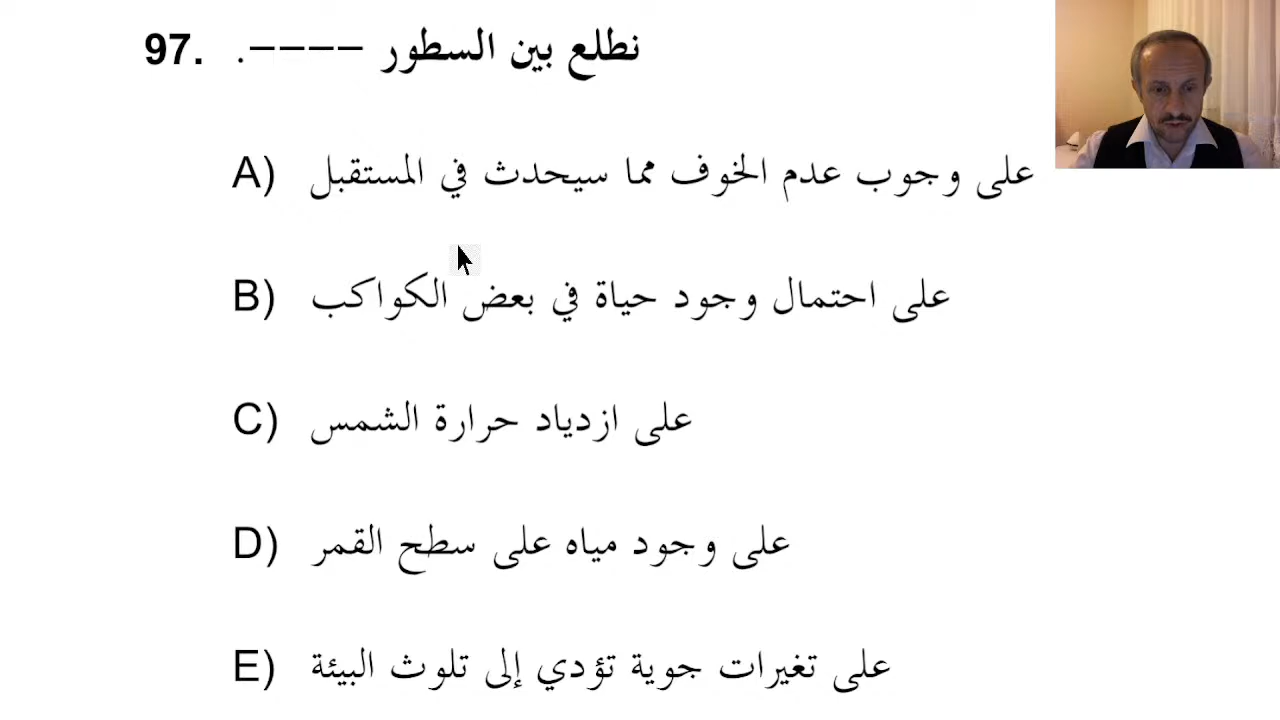 97. نطلع بين السطور −−−−.
A) على وجوب عدم الخوف مما سيحدث في المستقبل
B) على احتمال وجود حياة في بعض الكواكب
C) على ازدياد حرارة الشمس
D) على وجود مياه على سطح القمر
E) على تغيرات جوية تؤدي إلى تلوث البيئة